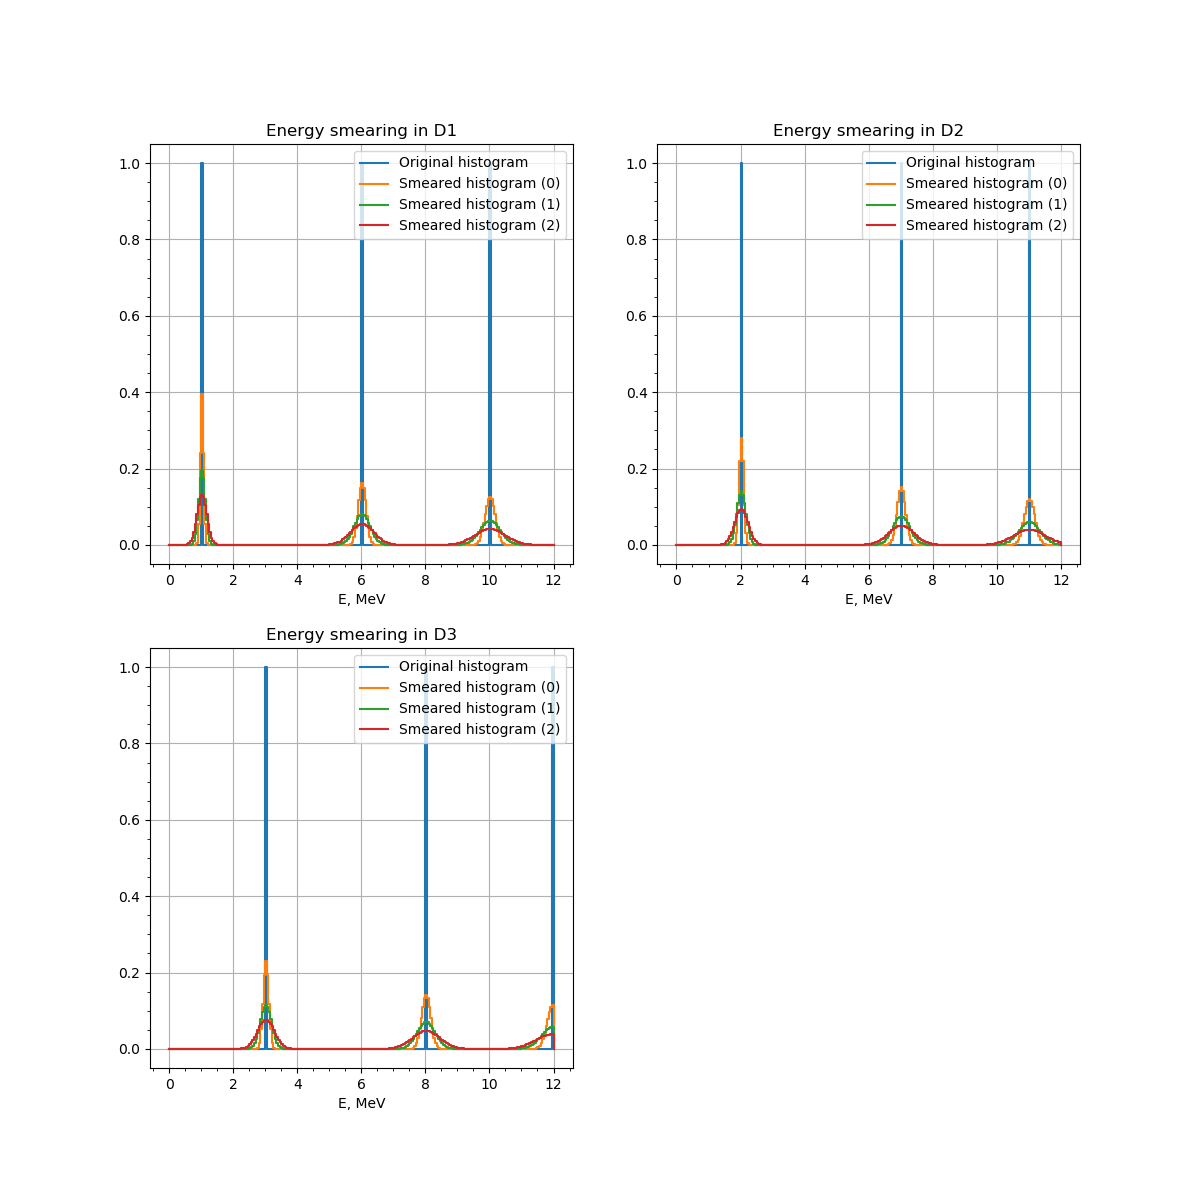 Energy smearing in D1
Original histogram
Smeared histogram (0)
Smeared histogram (1)
Smeared histogram (2)
1.0
0.8
0.6
0.4
0.2
0.0
0 2 4 6 8 10 12
E, MeV
Energy smearing in D2
Original histogram
Smeared histogram (0)
Smeared histogram (1)
Smeared histogram (2)
1.0
0.8
0.6
0.4
0.2
0.0
0 2 4 6 8 10 12
E, MeV
Energy smearing in D3
Original histogram
Smeared histogram (0)
Smeared histogram (1)
Smeared histogram (2)
1.0
0.8
0.6
0.4
0.2
0.0
0 2 4 6 8 10 12
E, MeV